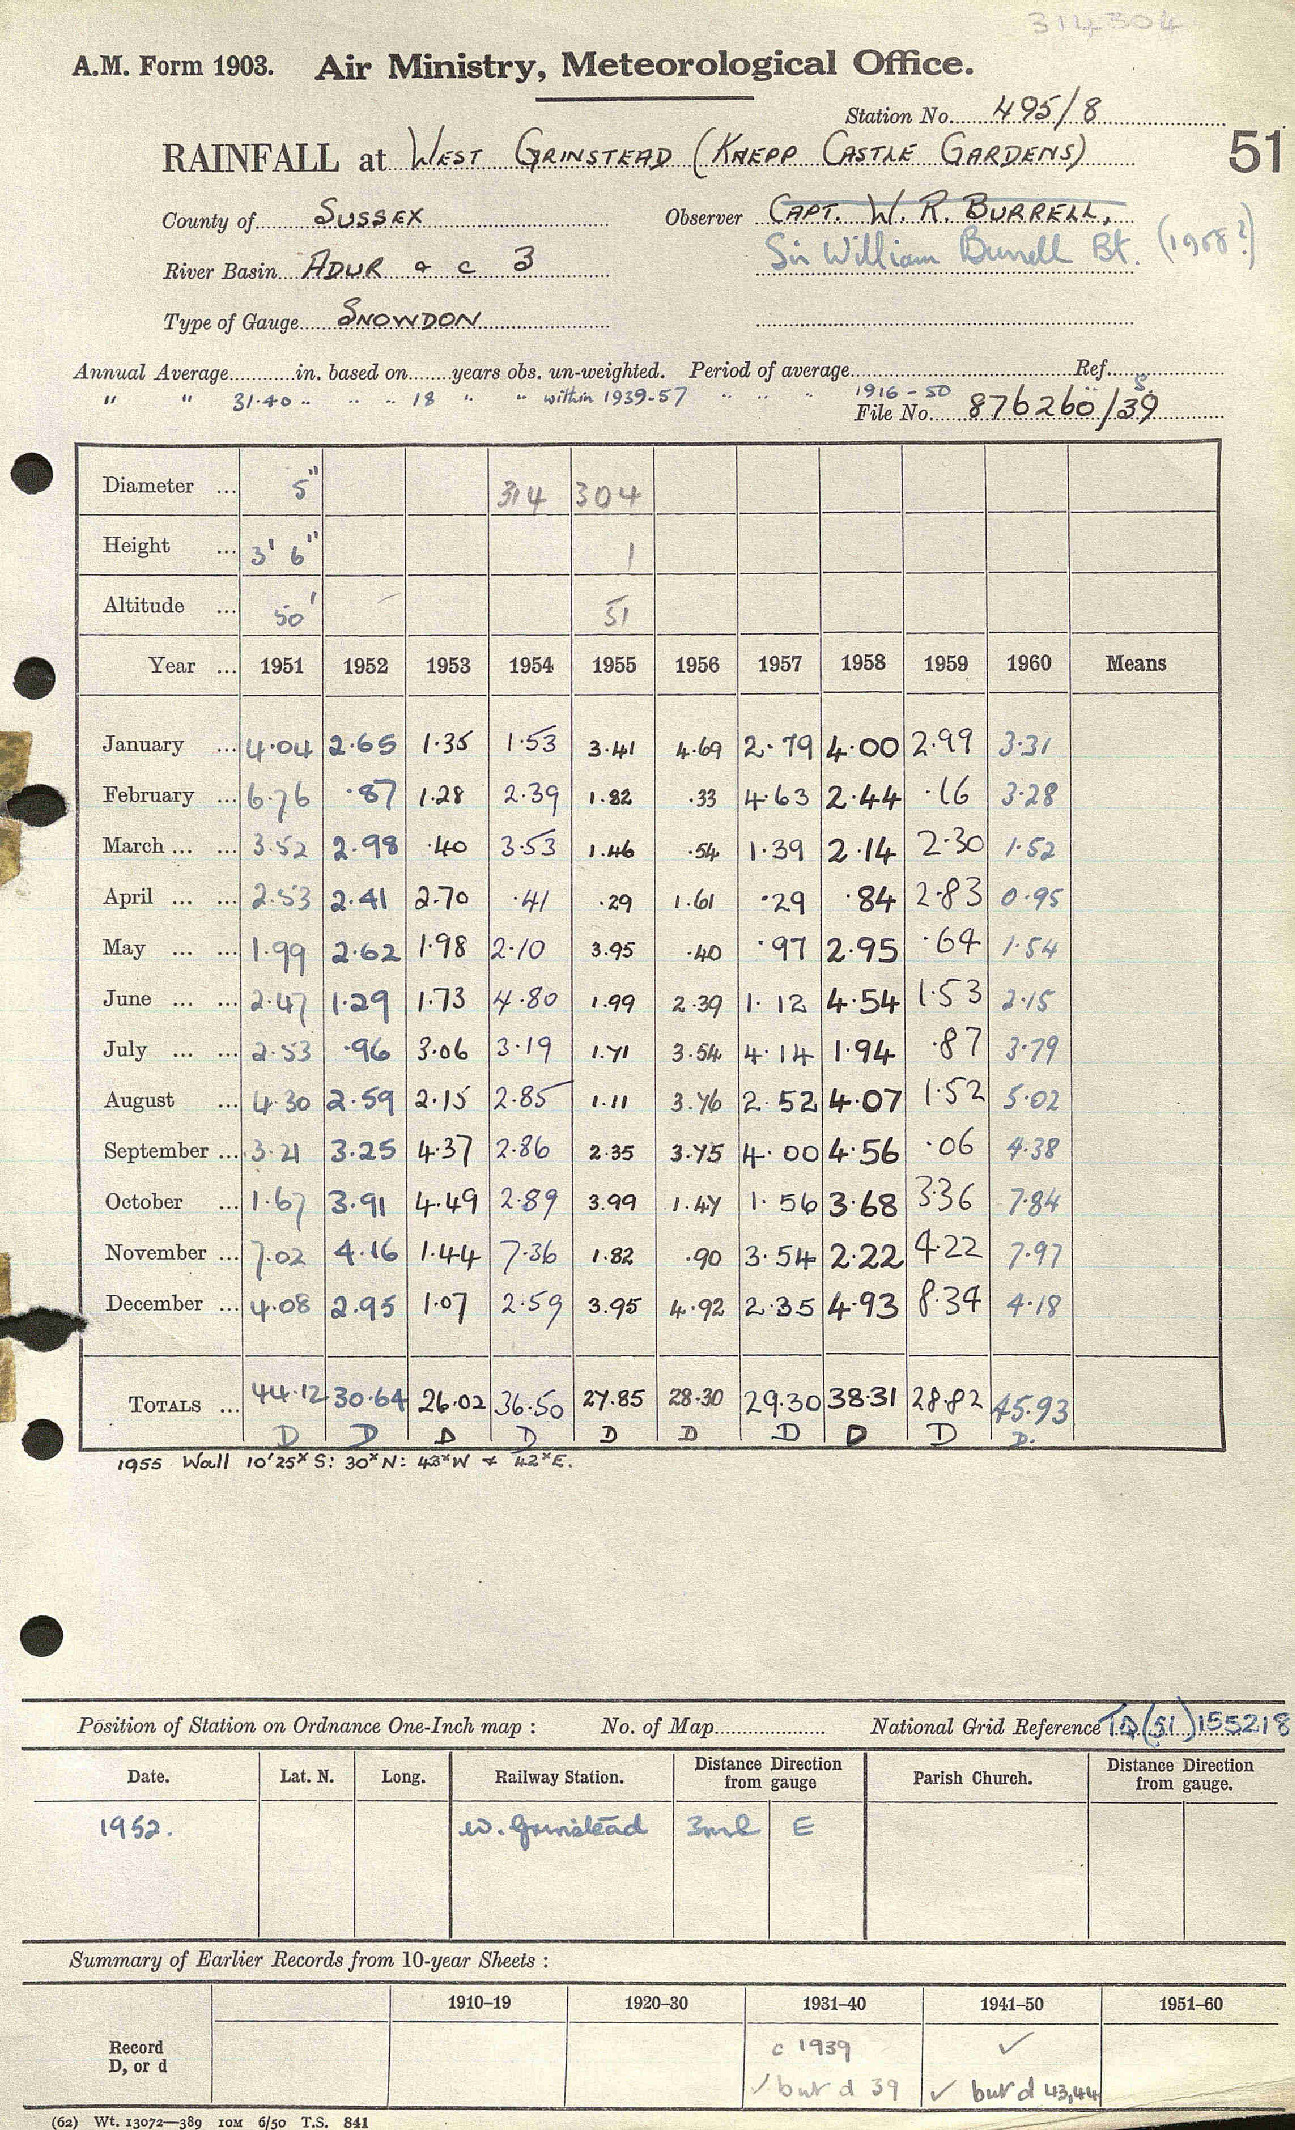 314304
A.M. Form 1903. Air Ministry, Meteorological Office.
Station No. 495/8
RAINFALL at WEST GRINSTEAD (KNEPP CASTLE GARDENS) 51
County of SUSSEX Observer CAPT. W. R. BURRELL,
Sir William Burrell Bt. (1958?)
River Basin ADUR & c 3
Type of Gauge SNOWDON
Annual Average in. based on years obs. un-weighted. Period of average Ref.
" " 31.40 " " " 18 " " within 1939-57 " " " 1916-50 S.
File No. 876260/39
Diameter ... 5" 314 304
Height ... 3' 6" 1
Altitude ... 50' 51
Year ... 1951 1952 1953 1954 1955 1956 1957 1958 1959 1960 Means
January ... 4.04 2.65 1.35 1.53 3.41 4.69 2.79 4.00 2.99 3.31
February ... 6.76 .87 1.28 2.39 1.82 .33 4.63 2.44 .16 3.28
March ... ... 3.52 2.98 .40 3.53 1.46 .54 1.39 2.14 2.30 1.52
April ... ... 2.53 2.41 2.70 .41 .29 1.61 .29 .84 2.83 0.95
May ... ... 1.99 2.62 1.98 2.10 3.95 .40 .97 2.95 .64 1.54
June ... ... 2.47 1.29 1.73 4.80 1.99 2.39 1.12 4.54 1.53 2.15
July ... ... 2.53 .96 3.06 3.19 1.71 3.54 4.14 1.94 .87 3.79
August ... 4.30 2.59 2.15 2.85 1.11 3.76 2.52 4.07 1.52 5.02
September ... 3.21 3.25 4.37 2.86 2.35 3.75 4.00 4.56 .06 4.38
October ... 1.67 3.91 4.49 2.89 3.99 1.47 1.56 3.68 3.36 7.84
November ... 7.02 4.16 1.44 7.36 1.82 .90 3.54 2.22 4.22 7.97
December ... 4.08 2.95 1.07 2.59 3.95 4.92 2.35 4.93 8.34 4.18
TOTALS ... 44.12 30.64 26.02 36.50 27.85 28.30 29.30 38.31 28.82 45.93
D D D D D D D D D D.
1955 Wall 10'25ˣ S: 30ˣ N: 43ˣ W & 42ˣ E.
Position of Station on Ordnance One-Inch map : No. of Map National Grid Reference TQ (51) 155218
Date. Lat. N. Long. Railway Station. Distance Direction from gauge Parish Church. Distance Direction from gauge.
1952. W. Grinstead 3ml E
Summary of Earlier Records from 10-year Sheets :
1910–19 1920–30 1931–40 1941–50 1951–60
Record c 1939 ✓
D, or d ✓ but d 39 ✓ but d 43,44
(62) Wt. 13072—389 10M 6/50 T.S. 841